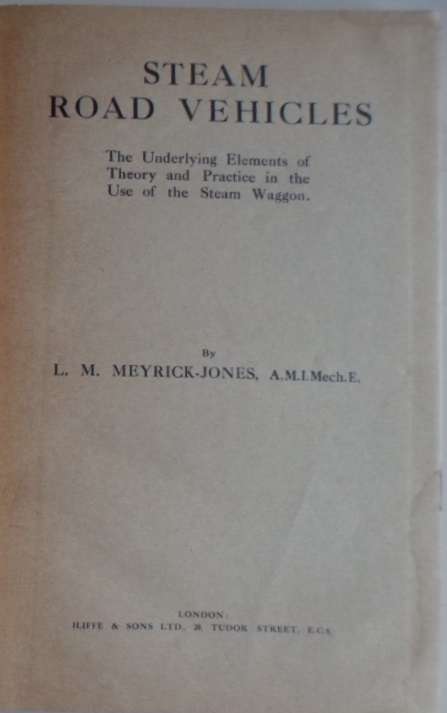 STEAM
ROAD VEHICLES
The Underlying Elements of
Theory and Practice in the
Use of the Steam Waggon.
By
L. M. MEYRICK-JONES, A.M.I.Mech.E.
LONDON:
ILIFFE & SONS LTD., 20, TUDOR STREET, E.C.4.